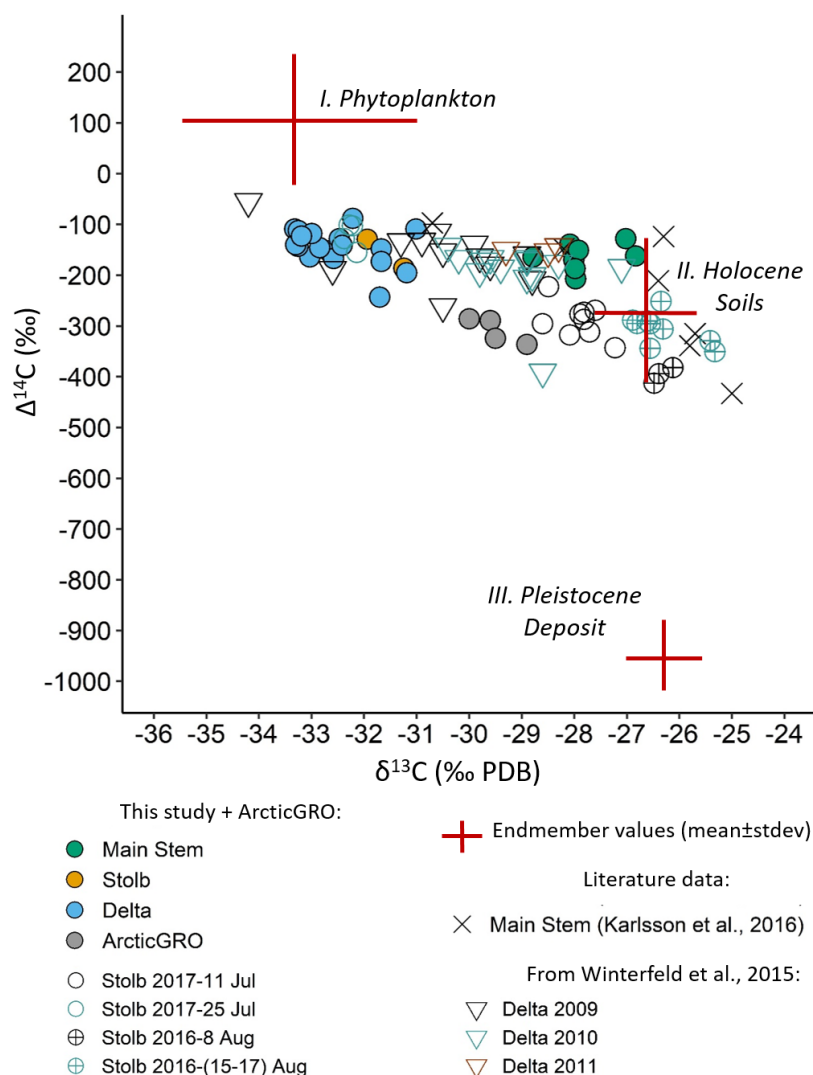 200
100
0
-100
-200
-300
-400
-500
-600
-700
-800
-900
-1000
Δ14C (‰)
I. Phytoplankton
II. Holocene
Soils
III. Pleistocene
Deposit
-36 -35 -34 -33 -32 -31 -30 -29 -28 -27 -26 -25 -24
δ13C (‰ PDB)
This study + ArcticGRO:
Main Stem
Stolb
Delta
ArcticGRO
Stolb 2017-11 Jul
Stolb 2017-25 Jul
Stolb 2016-8 Aug
Stolb 2016-(15-17) Aug
Endmember values (mean±stdev)
Literature data:
Main Stem (Karlsson et al., 2016)
From Winterfeld et al., 2015:
Delta 2009
Delta 2010
Delta 2011